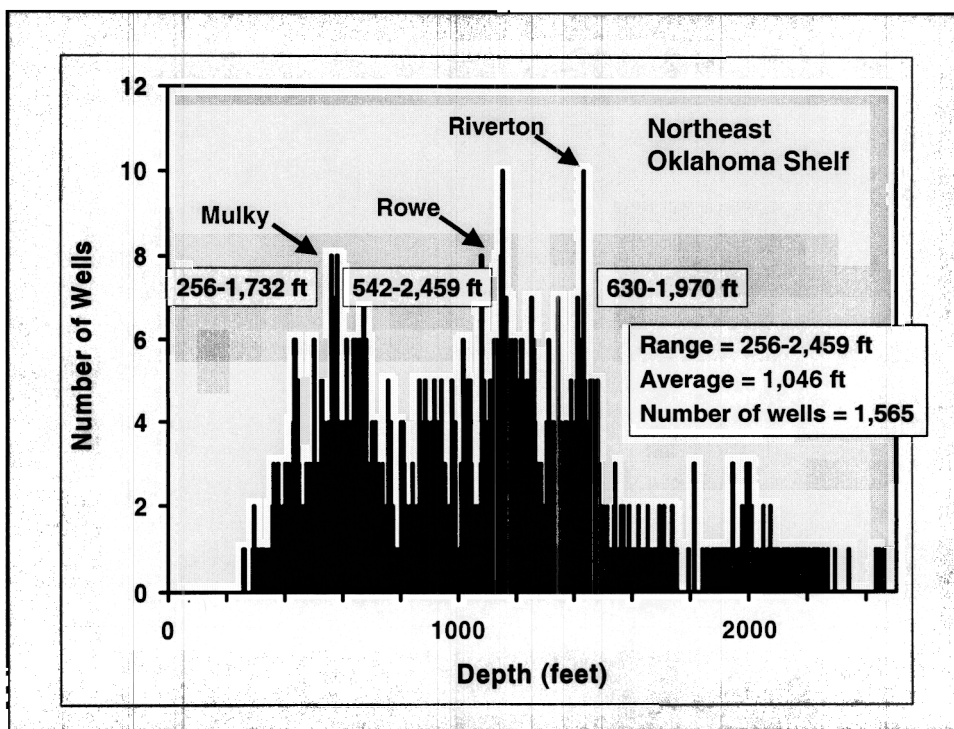 12
10
8
6
4
2
0
Number of Wells
Riverton
Northeast
Oklahoma Shelf
Mulky
Rowe
256-1,732 ft
542-2,459 ft
630-1,970 ft
Range = 256-2,459 ft
Average = 1,046 ft
Number of wells = 1,565
0
1000
2000
Depth (feet)